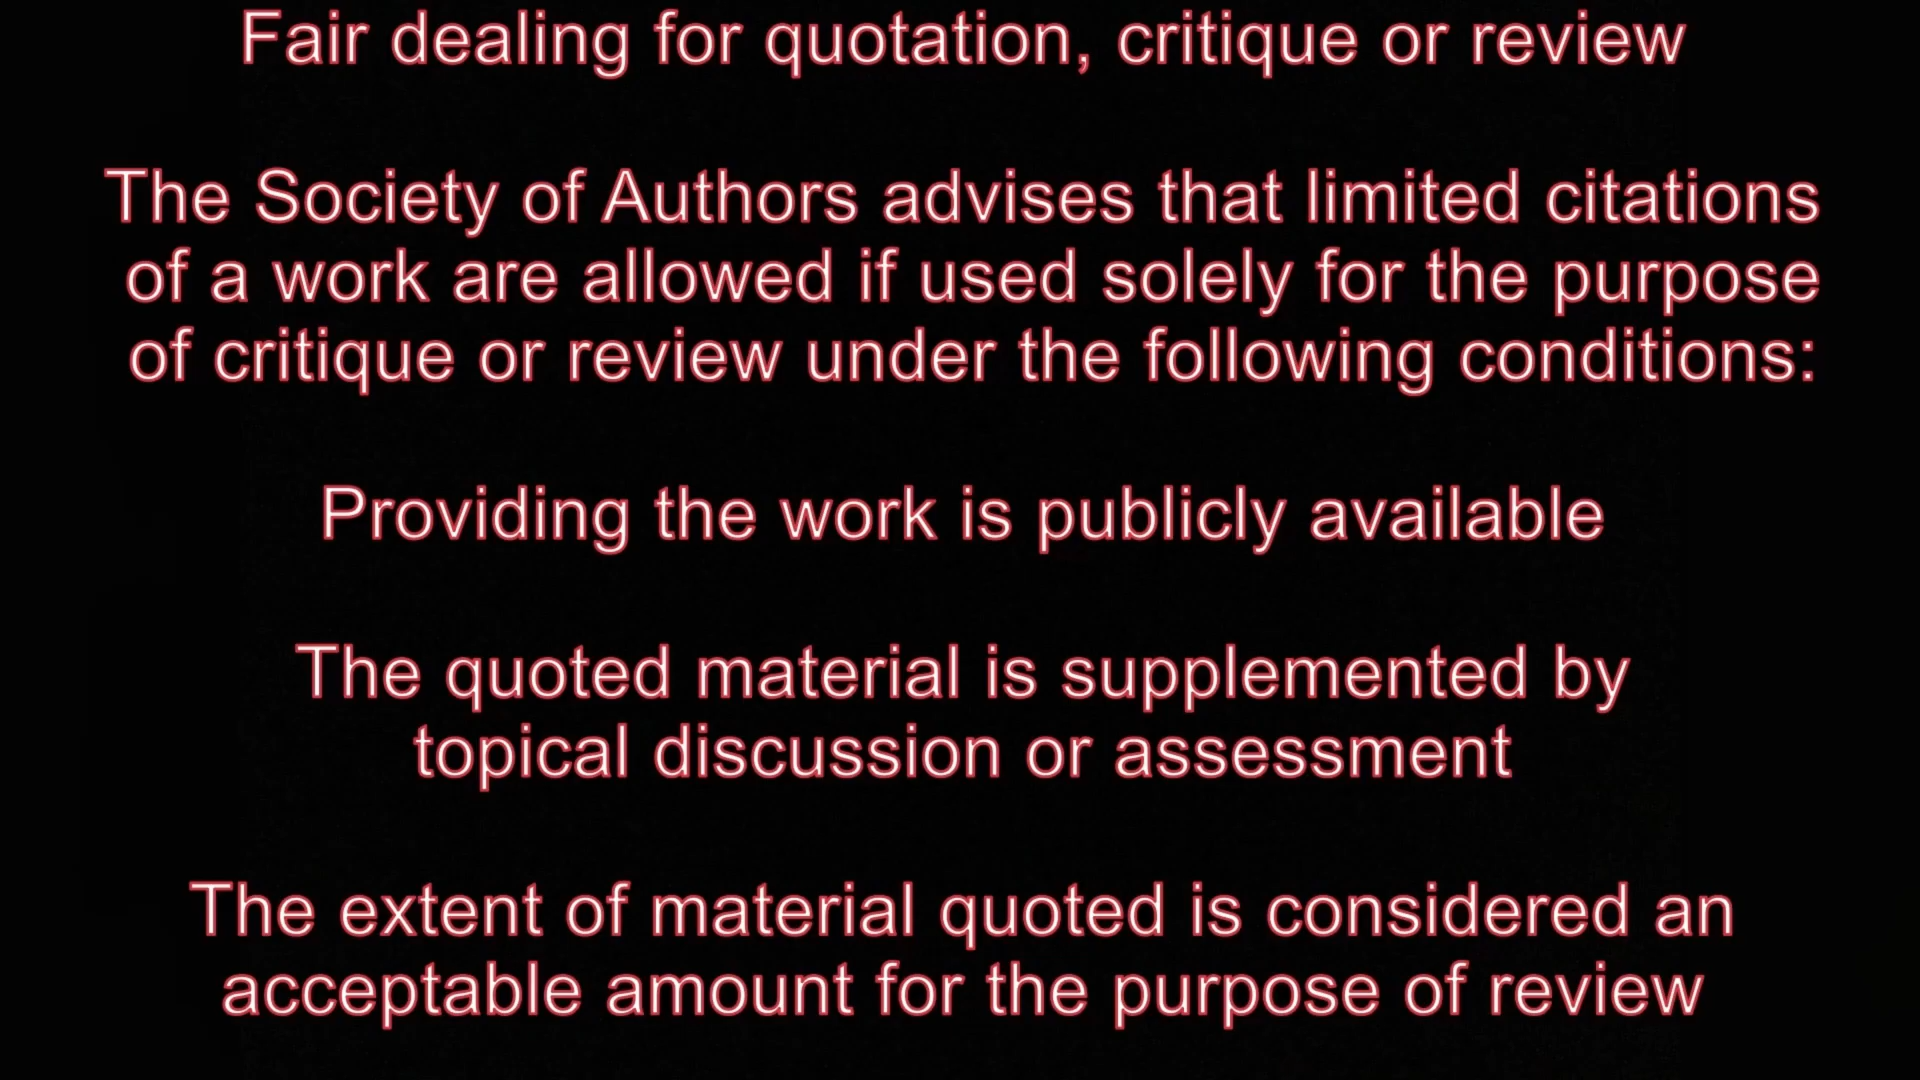 Fair dealing for quotation, critique or review
The Society of Authors advises that limited citations
of a work are allowed if used solely for the purpose
of critique or review under the following conditions:
Providing the work is publicly available
The quoted material is supplemented by
topical discussion or assessment
The extent of material quoted is considered an
acceptable amount for the purpose of review